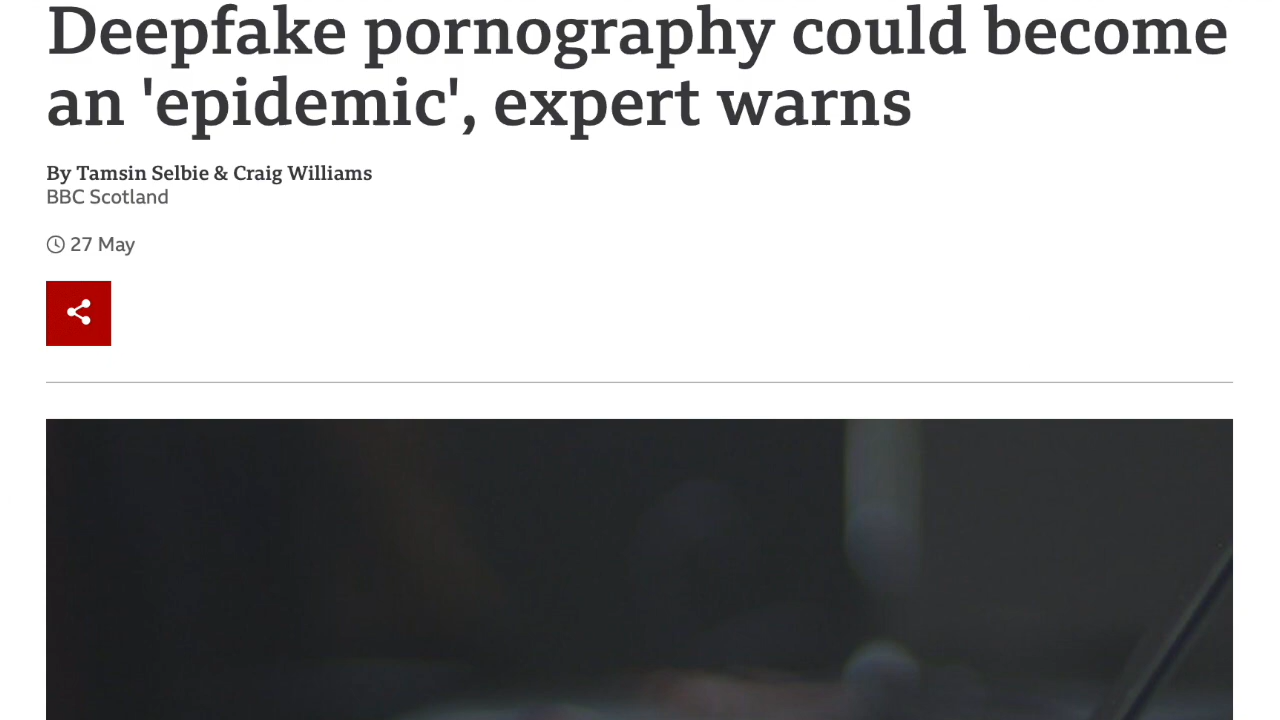 Deepfake pornography could become
an 'epidemic', expert warns
By Tamsin Selbie & Craig Williams
BBC Scotland
27 May